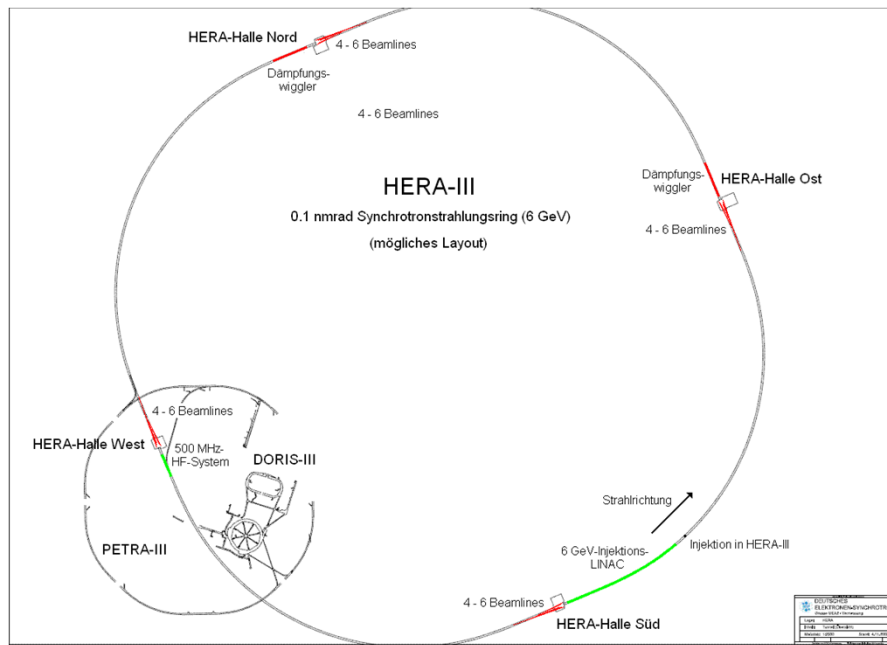 HERA-Halle Nord
4 - 6 Beamlines
Dämpfungs-
wiggler
4 - 6 Beamlines
HERA-III
0.1 nmrad Synchrotronstrahlungsring (6 GeV)
(mögliches Layout)
Dämpfungs-
wiggler
HERA-Halle Ost
4 - 6 Beamlines
4 - 6 Beamlines
HERA-Halle West
500 MHz-
HF-System
DORIS-III
PETRA-III
Strahlrichtung
Injektion in HERA-III
6 GeV-Injektions-
LINAC
4 - 6 Beamlines
HERA-Halle Süd
DEUTSCHES
ELEKTRONEN-SYNCHROTR
HERA